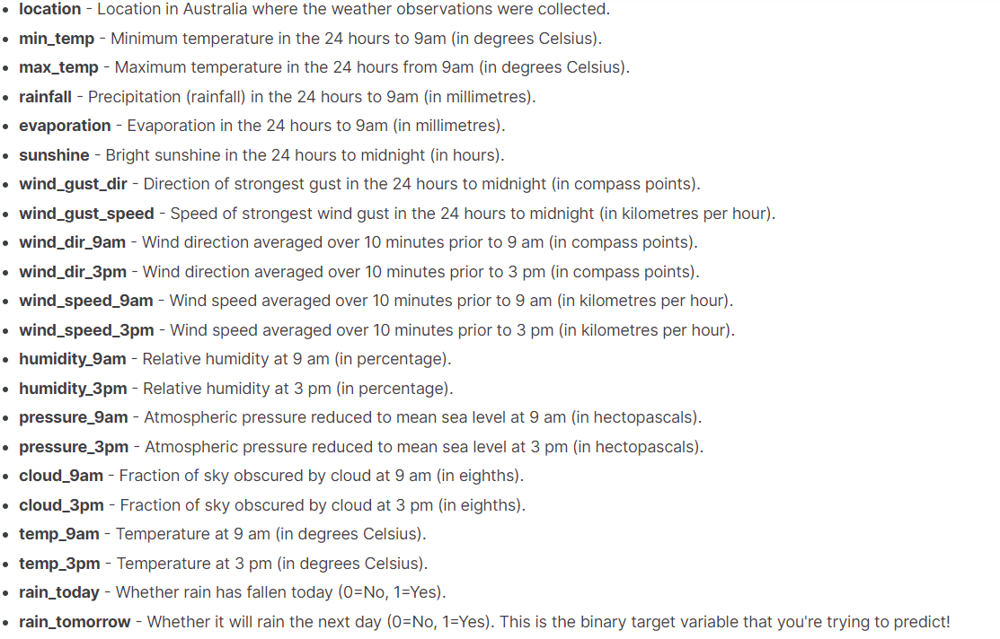 • location - Location in Australia where the weather observations were collected.
• min_temp - Minimum temperature in the 24 hours to 9am (in degrees Celsius).
• max_temp - Maximum temperature in the 24 hours from 9am (in degrees Celsius).
• rainfall - Precipitation (rainfall) in the 24 hours to 9am (in millimetres).
• evaporation - Evaporation in the 24 hours to 9am (in millimetres).
• sunshine - Bright sunshine in the 24 hours to midnight (in hours).
• wind_gust_dir - Direction of strongest gust in the 24 hours to midnight (in compass points).
• wind_gust_speed - Speed of strongest wind gust in the 24 hours to midnight (in kilometres per hour).
• wind_dir_9am - Wind direction averaged over 10 minutes prior to 9 am (in compass points).
• wind_dir_3pm - Wind direction averaged over 10 minutes prior to 3 pm (in compass points).
• wind_speed_9am - Wind speed averaged over 10 minutes prior to 9 am (in kilometres per hour).
• wind_speed_3pm - Wind speed averaged over 10 minutes prior to 3 pm (in kilometres per hour).
• humidity_9am - Relative humidity at 9 am (in percentage).
• humidity_3pm - Relative humidity at 3 pm (in percentage).
• pressure_9am - Atmospheric pressure reduced to mean sea level at 9 am (in hectopascals).
• pressure_3pm - Atmospheric pressure reduced to mean sea level at 3 pm (in hectopascals).
• cloud_9am - Fraction of sky obscured by cloud at 9 am (in eighths).
• cloud_3pm - Fraction of sky obscured by cloud at 3 pm (in eighths).
• temp_9am - Temperature at 9 am (in degrees Celsius).
• temp_3pm - Temperature at 3 pm (in degrees Celsius).
• rain_today - Whether rain has fallen today (0=No, 1=Yes).
• rain_tomorrow - Whether it will rain the next day (0=No, 1=Yes). This is the binary target variable that you're trying to predict!